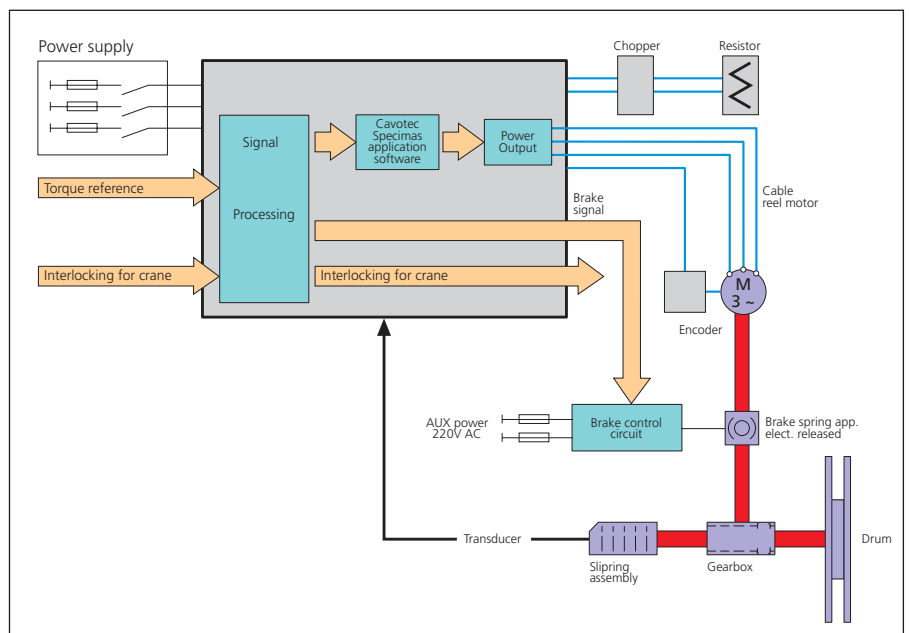 Power supply
Chopper
Resistor
Signal
Processing
Cavotec
Specimas
application
software
Power
Output
Torque reference
Brake
signal
Cable
reel motor
Interlocking for crane
Interlocking for crane
M
3 ~
Encoder
AUX power
220V AC
Brake control
circuit
Brake spring app.
elect. released
Transducer
Slipring
assembly
Gearbox
Drum